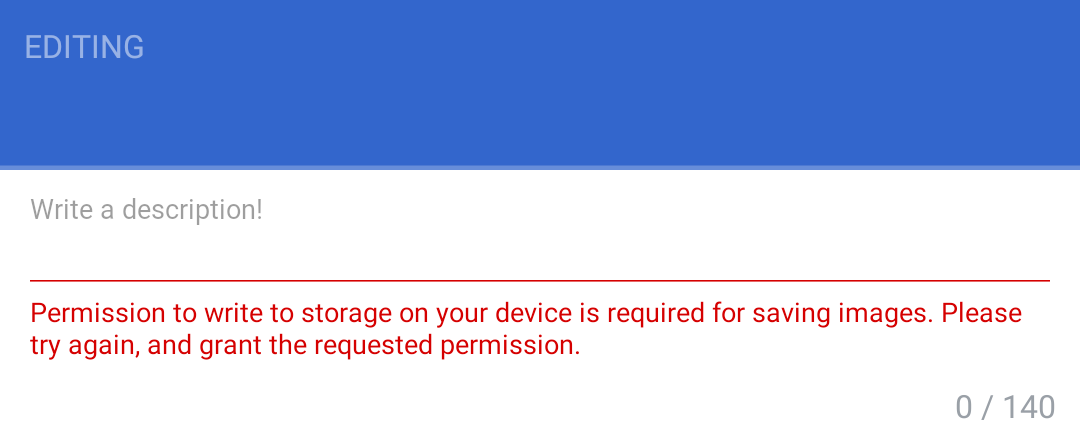 EDITING
Write a description!
Permission to write to storage on your device is required for saving images. Please
try again, and grant the requested permission.
0 / 140